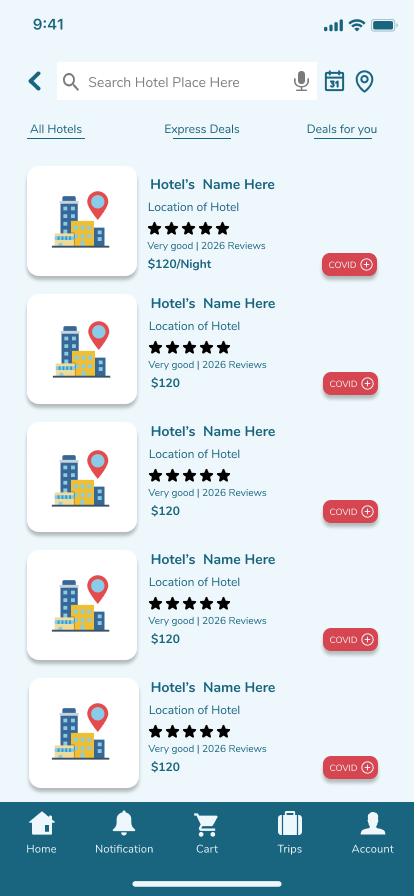 9:41
Search Hotel Place Here
31
All Hotels
Express Deals
Deals for you
Hotel's  Name Here
Location of Hotel
Very good | 2026 Reviews
$120/Night
COVID
Hotel's  Name Here
Location of Hotel
Very good | 2026 Reviews
$120
COVID
Hotel's  Name Here
Location of Hotel
Very good | 2026 Reviews
$120
COVID
Hotel's  Name Here
Location of Hotel
Very good | 2026 Reviews
$120
COVID
Hotel's  Name Here
Location of Hotel
Very good | 2026 Reviews
$120
COVID
Home
Notification
Cart
Trips
Account